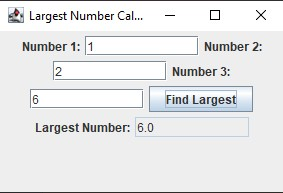 Largest Number Cal...
Number 1: 1 Number 2:
2 Number 3:
6 Find Largest
Largest Number: 6.0